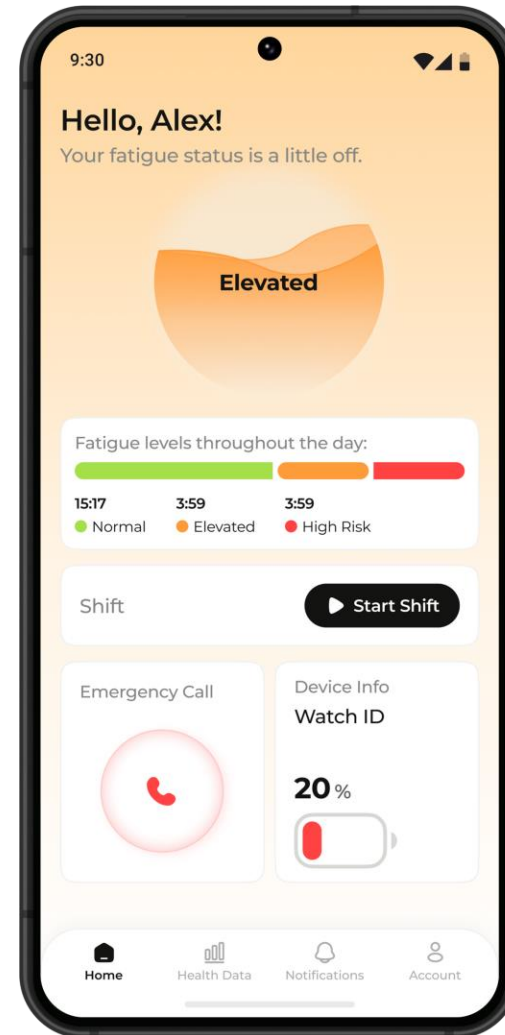 9:30
Hello, Alex!
Your fatigue status is a little off.
Elevated
Fatigue levels throughout the day:
15:17 3:59 3:59
Normal Elevated High Risk
Shift Start Shift
Emergency Call
Device Info
Watch ID
20 %
Home Health Data Notifications Account